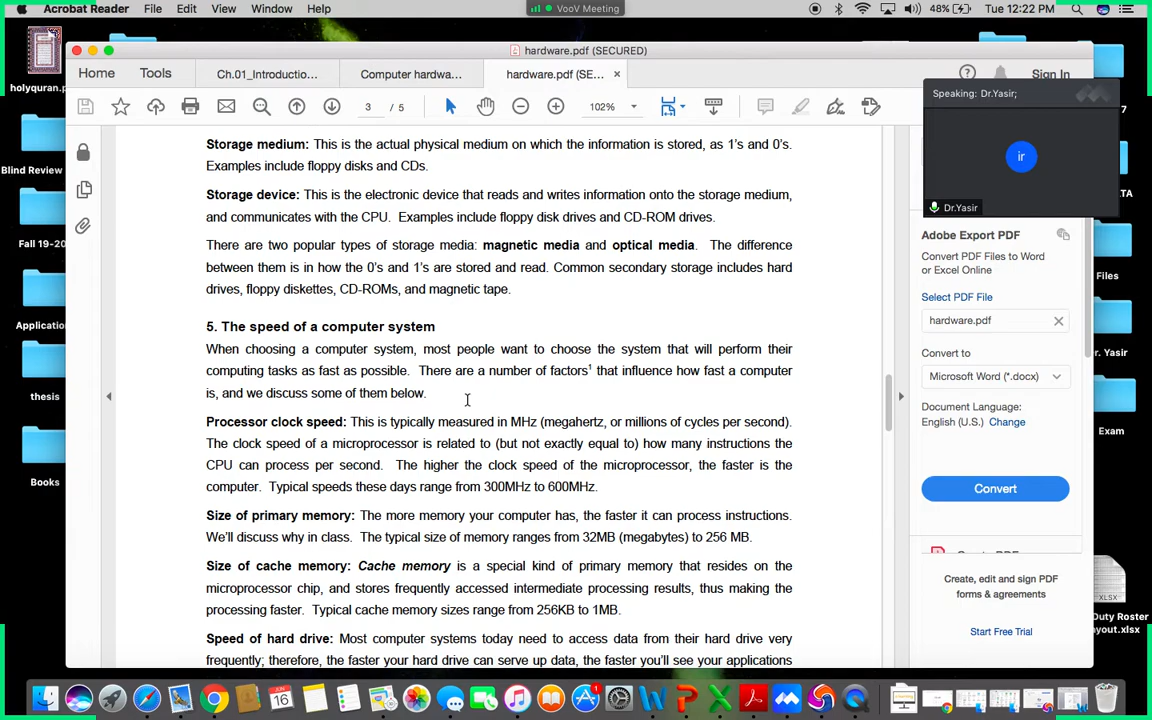 Acrobat Reader File Edit View Window Help
VooV Meeting
48% Tue 12:22 PM
holyquran.p
Blind Review
Fall 19-20
Application
thesis
Books
hardware.pdf (SECURED)
Home Tools Ch.01_Introductio... Computer hardwa... hardware.pdf (SE... × Sign In
3 / 5 102%
Storage medium: This is the actual physical medium on which the information is stored, as 1's and 0's.
Examples include floppy disks and CDs.
Storage device: This is the electronic device that reads and writes information onto the storage medium,
and communicates with the CPU. Examples include floppy disk drives and CD-ROM drives.
There are two popular types of storage media: magnetic media and optical media. The difference
between them is in how the 0's and 1's are stored and read. Common secondary storage includes hard
drives, floppy diskettes, CD-ROMs, and magnetic tape.
5. The speed of a computer system
When choosing a computer system, most people want to choose the system that will perform their
computing tasks as fast as possible. There are a number of factors¹ that influence how fast a computer
is, and we discuss some of them below.
Processor clock speed: This is typically measured in MHz (megahertz, or millions of cycles per second).
The clock speed of a microprocessor is related to (but not exactly equal to) how many instructions the
CPU can process per second. The higher the clock speed of the microprocessor, the faster is the
computer. Typical speeds these days range from 300MHz to 600MHz.
Size of primary memory: The more memory your computer has, the faster it can process instructions.
We'll discuss why in class. The typical size of memory ranges from 32MB (megabytes) to 256 MB.
Size of cache memory: Cache memory is a special kind of primary memory that resides on the
microprocessor chip, and stores frequently accessed intermediate processing results, thus making the
processing faster. Typical cache memory sizes range from 256KB to 1MB.
Speed of hard drive: Most computer systems today need to access data from their hard drive very
frequently; therefore, the faster your hard drive can serve up data, the faster you'll see your applications
Speaking: Dr.Yasir;
ir
Dr.Yasir
Adobe Export PDF
Convert PDF Files to Word
or Excel Online
Select PDF File
hardware.pdf
Convert to
Microsoft Word (*.docx)
Document Language:
English (U.S.) Change
Convert
Create, edit and sign PDF
forms & agreements
Start Free Trial
7
TA
Files
r. Yasir
Exam
XLSX
Duty Roster
ayout.xlsx
JUN
16
1